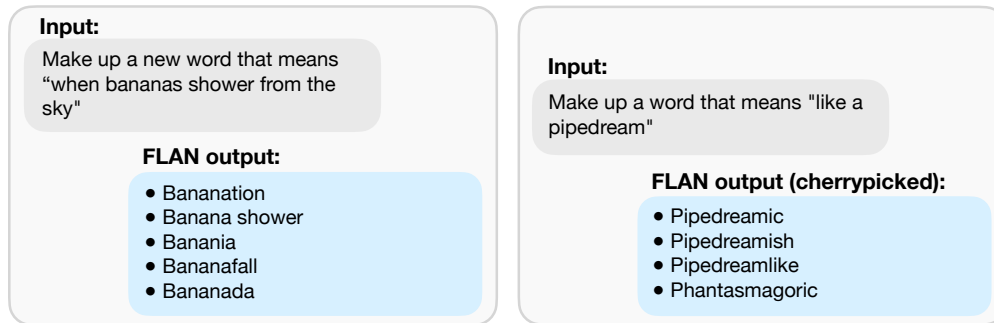 Input:
Make up a new word that means
“when bananas shower from the
sky"
FLAN output:
● Bananation
● Banana shower
● Banania
● Bananafall
● Bananada
Input:
Make up a word that means "like a
pipedream"
FLAN output (cherrypicked):
● Pipedreamic
● Pipedreamish
● Pipedreamlike
● Phantasmagoric